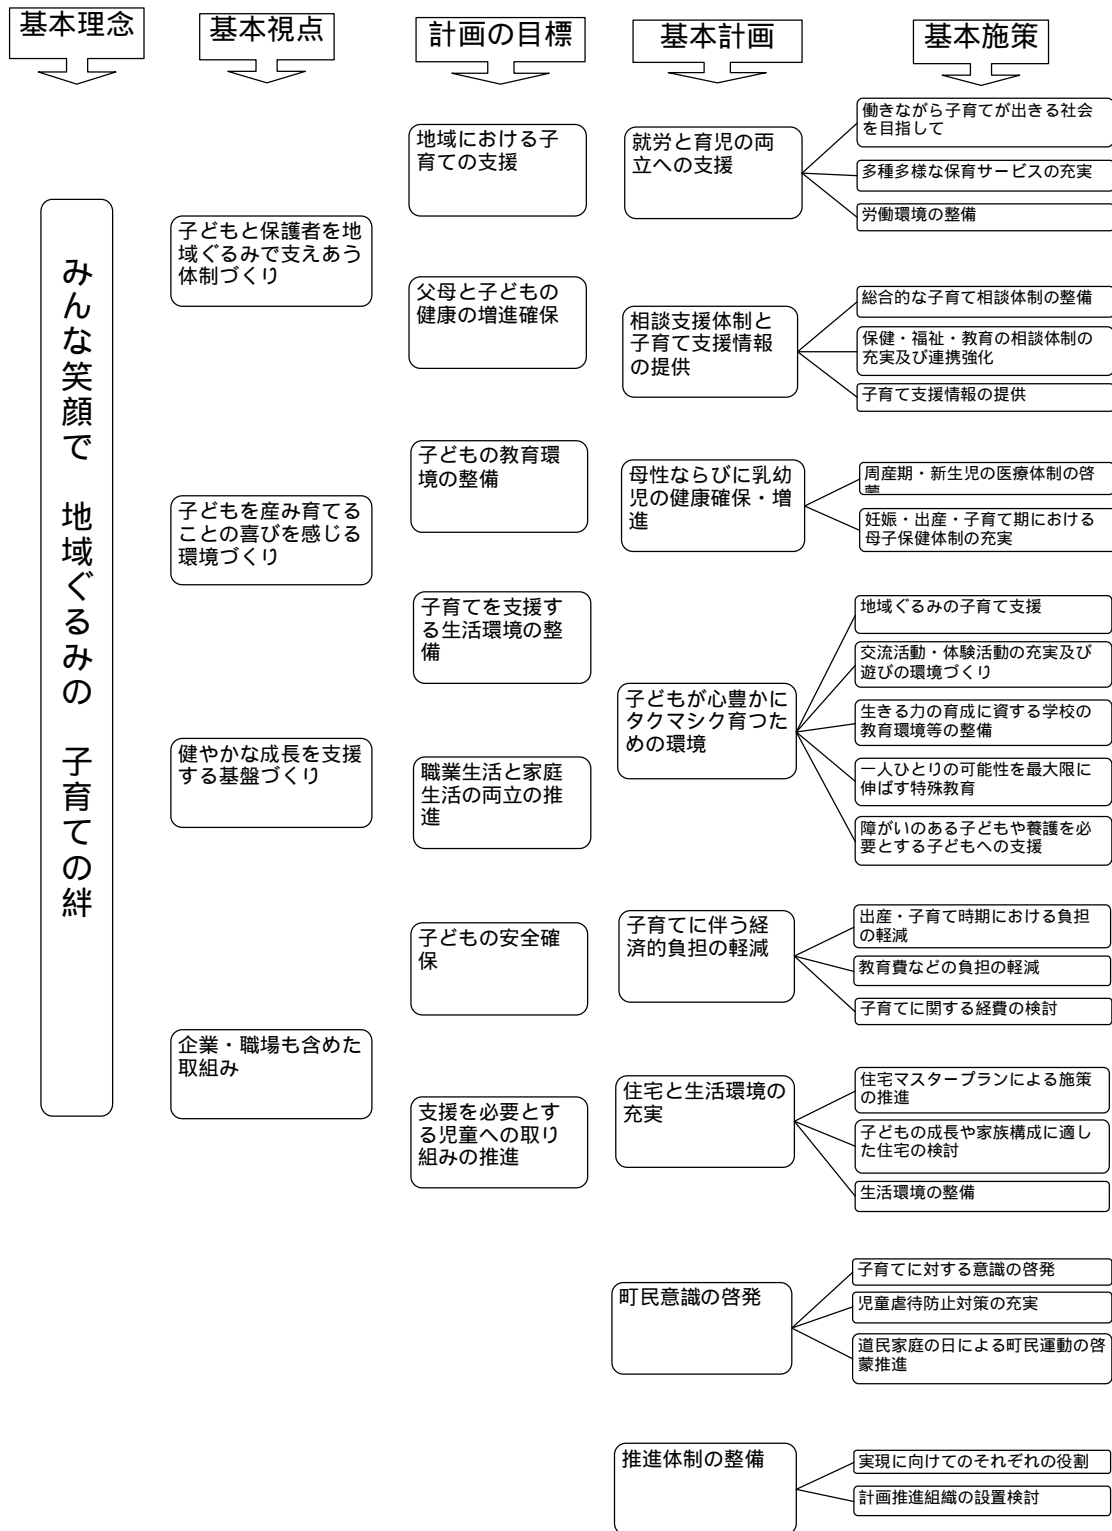 基本理念
基本視点
計画の目標
基本計画
基本施策
みんな笑顔で　地域ぐるみの　子育ての絆
子どもと保護者を地
域ぐるみで支えあう
体制づくり
子どもを産み育てる
ことの喜びを感じる
環境づくり
健やかな成長を支援
する基盤づくり
企業・職場も含めた
取組み
地域における子
育ての支援
父母と子どもの
健康の増進確保
子どもの教育環
境の整備
子育てを支援す
る生活環境の整
備
職業生活と家庭
生活の両立の推
進
子どもの安全確
保
支援を必要とす
る児童への取り
組みの推進
就労と育児の両
立への支援
働きながら子育てが出きる社会
を目指して
多種多様な保育サービスの充実
労働環境の整備
相談支援体制と
子育て支援情報
の提供
総合的な子育て相談体制の整備
保健・福祉・教育の相談体制の
充実及び連携強化
子育て支援情報の提供
母性ならびに乳幼
児の健康確保・増
進
周産期・新生児の医療体制の啓
蒙
妊娠・出産・子育て期における
母子保健体制の充実
子どもが心豊かに
タクマシク育つた
めの環境
地域ぐるみの子育て支援
交流活動・体験活動の充実及び
遊びの環境づくり
生きる力の育成に資する学校の
教育環境等の整備
一人ひとりの可能性を最大限に
伸ばす特殊教育
障がいのある子どもや養護を必
要とする子どもへの支援
子育てに伴う経
済的負担の軽減
出産・子育て時期における負担
の軽減
教育費などの負担の軽減
子育てに関する経費の検討
住宅と生活環境の
充実
住宅マスタープランによる施策
の推進
子どもの成長や家族構成に適し
た住宅の検討
生活環境の整備
町民意識の啓発
子育てに対する意識の啓発
児童虐待防止対策の充実
道民家庭の日による町民運動の啓
蒙推進
推進体制の整備
実現に向けてのそれぞれの役割
計画推進組織の設置検討